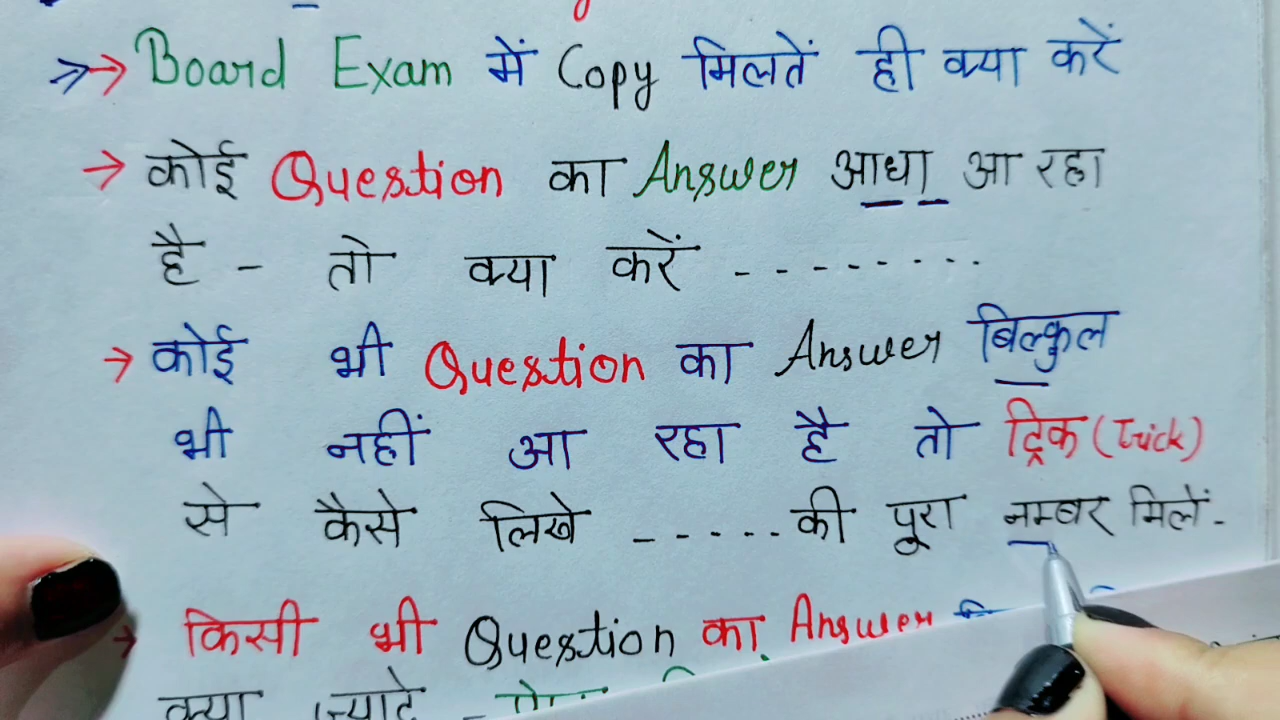 Board Exam में Copy मिलतें ही क्या करें
→ कोई Question का Answer आधा आ रहा
है - तो क्या करें - - - - - - - -
→ कोई भी Question का Answer बिल्कुल
भी नहीं आ रहा है तो ट्रिक (Trick)
से कैसे लिखे - - - - - की पूरा नम्बर मिलें -
किसी भी Question का Answer
क्या ज्यादे -